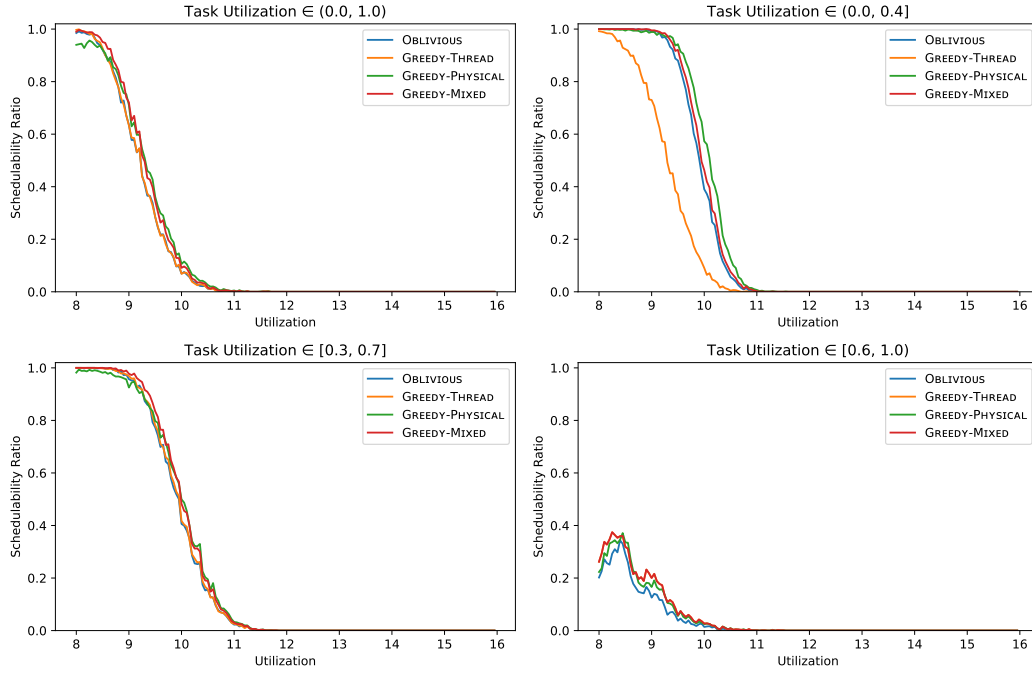 Task Utilization ∈ (0.0, 1.0)
Schedulability Ratio
1.0
0.8
0.6
0.4
0.2
0.0
8 9 10 11 12 13 14 15 16
Utilization
Oblivious
Greedy-Thread
Greedy-Physical
Greedy-Mixed
Task Utilization ∈ (0.0, 0.4]
Schedulability Ratio
1.0
0.8
0.6
0.4
0.2
0.0
8 9 10 11 12 13 14 15 16
Utilization
Oblivious
Greedy-Thread
Greedy-Physical
Greedy-Mixed
Task Utilization ∈ [0.3, 0.7]
Schedulability Ratio
1.0
0.8
0.6
0.4
0.2
0.0
8 9 10 11 12 13 14 15 16
Utilization
Oblivious
Greedy-Thread
Greedy-Physical
Greedy-Mixed
Task Utilization ∈ [0.6, 1.0)
Schedulability Ratio
1.0
0.8
0.6
0.4
0.2
0.0
8 9 10 11 12 13 14 15 16
Utilization
Oblivious
Greedy-Thread
Greedy-Physical
Greedy-Mixed